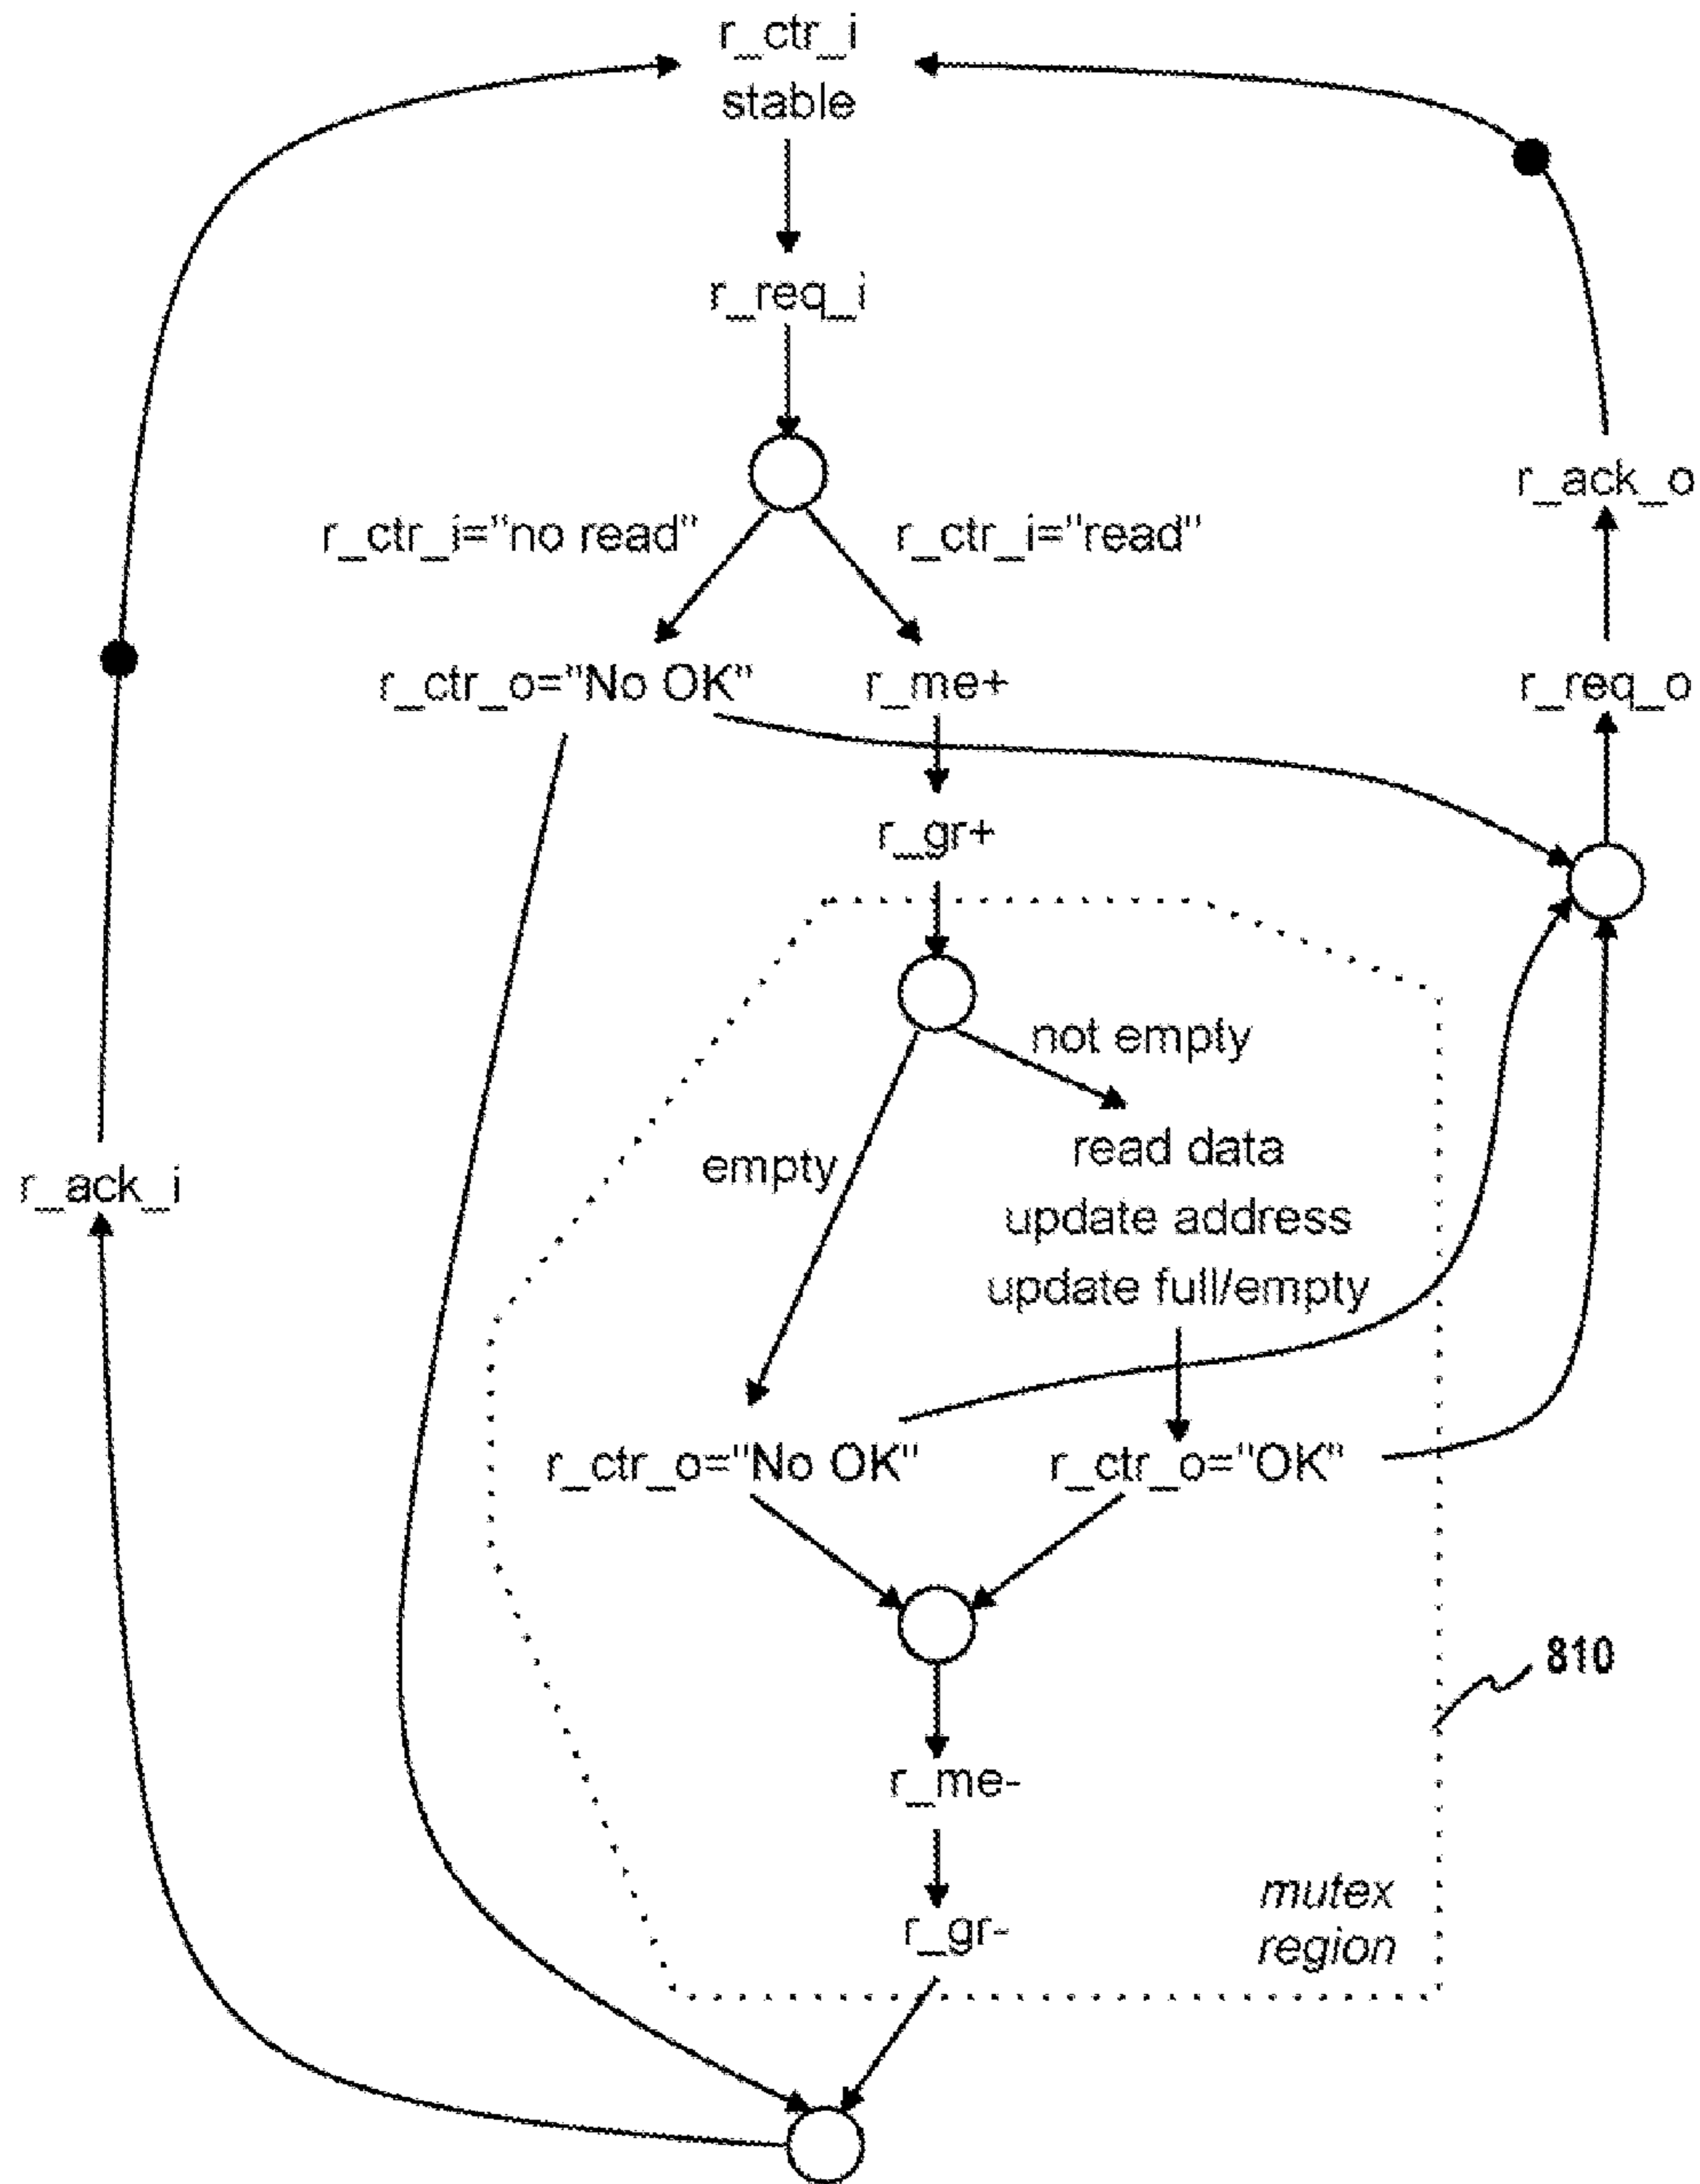 r_ctr_i
stable
r_req_i
r_ctr_i="no read"
r_ctr_i="read"
r_ack_o
r_ctr_o="No OK"
r_me+
r_req_o
r_gr+
not empty
empty
read data
update address
update full/empty
r_ack_i
r_ctr_o="No OK"
r_ctr_o="OK"
810
r_me-
r_gr-
mutex
region